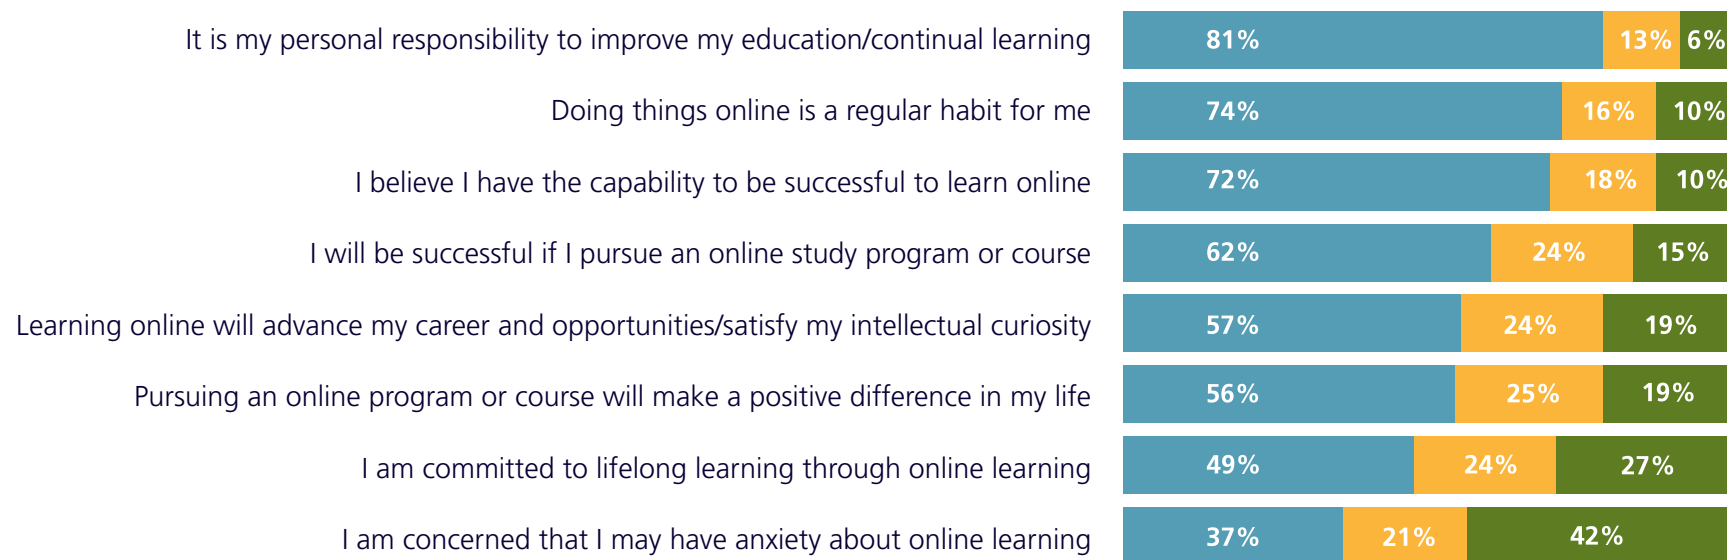 It is my personal responsibility to improve my education/continual learning 81% 13% 6%
Doing things online is a regular habit for me 74% 16% 10%
I believe I have the capability to be successful to learn online 72% 18% 10%
I will be successful if I pursue an online study program or course 62% 24% 15%
Learning online will advance my career and opportunities/satisfy my intellectual curiosity 57% 24% 19%
Pursuing an online program or course will make a positive difference in my life 56% 25% 19%
I am committed to lifelong learning through online learning 49% 24% 27%
I am concerned that I may have anxiety about online learning 37% 21% 42%